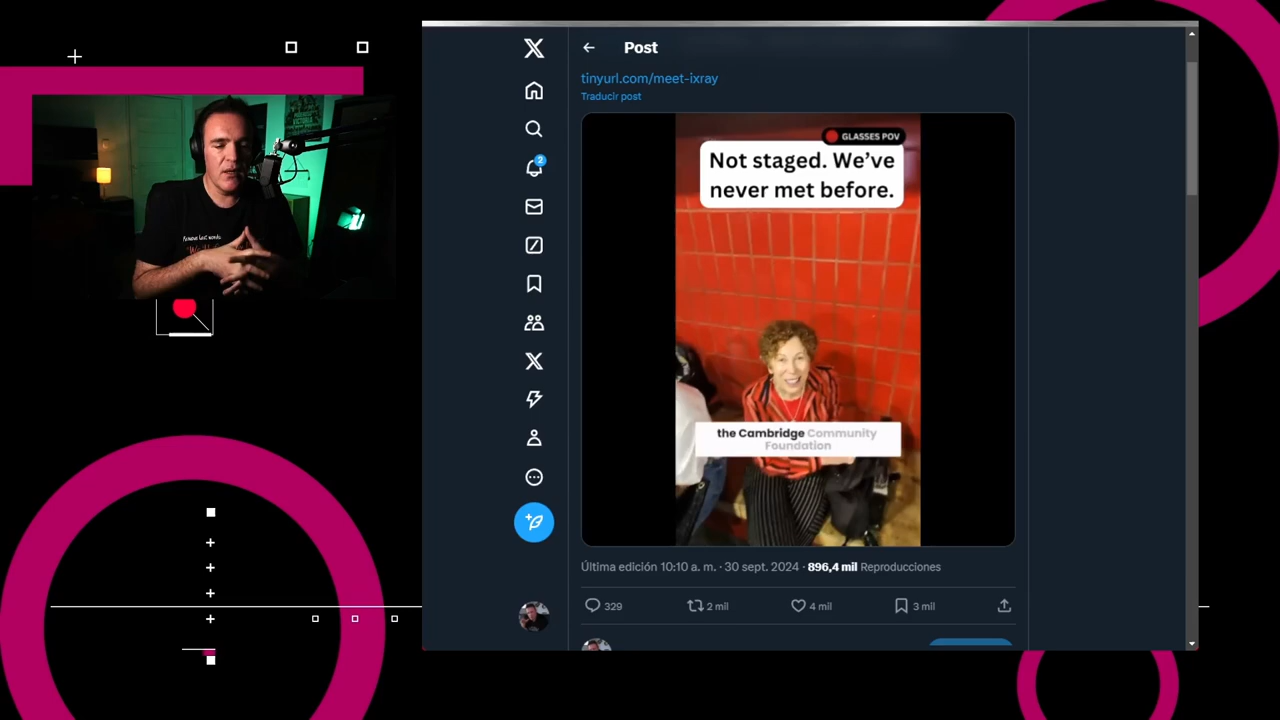 Post
tinyurl.com/meet-ixray
Traducir post
GLASSES POV
Not staged. We’ve
never met before.
the Cambridge Community
Foundation
2
Última edición 10:10 a. m. · 30 sept. 2024 · 896,4 mil Reproducciones
329 2 mil 4 mil 3 mil